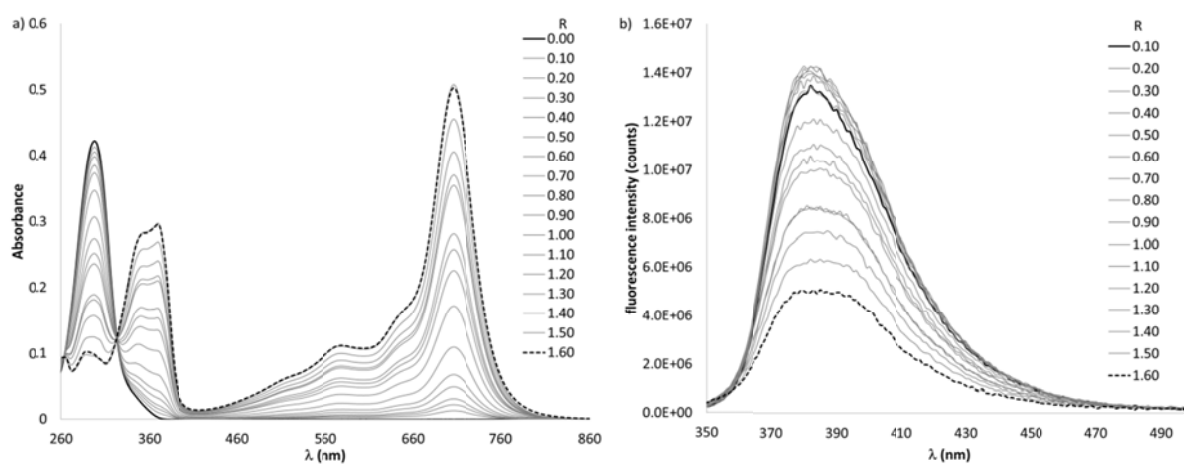 a)
Absorbance
0.6
0.5
0.4
0.3
0.2
0.1
0
260 360 460 560 660 760 860
λ (nm)
R
0.00
0.10
0.20
0.30
0.40
0.50
0.60
0.70
0.80
0.90
1.00
1.10
1.20
1.30
1.40
1.50
1.60
b)
fluorescence intensity (counts)
1.6E+07
1.4E+07
1.2E+07
1.0E+07
8.0E+06
6.0E+06
4.0E+06
2.0E+06
0.0E+00
350 370 390 410 430 450 470 490
λ (nm)
R
0.10
0.20
0.30
0.40
0.50
0.60
0.70
0.80
0.90
1.00
1.10
1.20
1.30
1.40
1.50
1.60